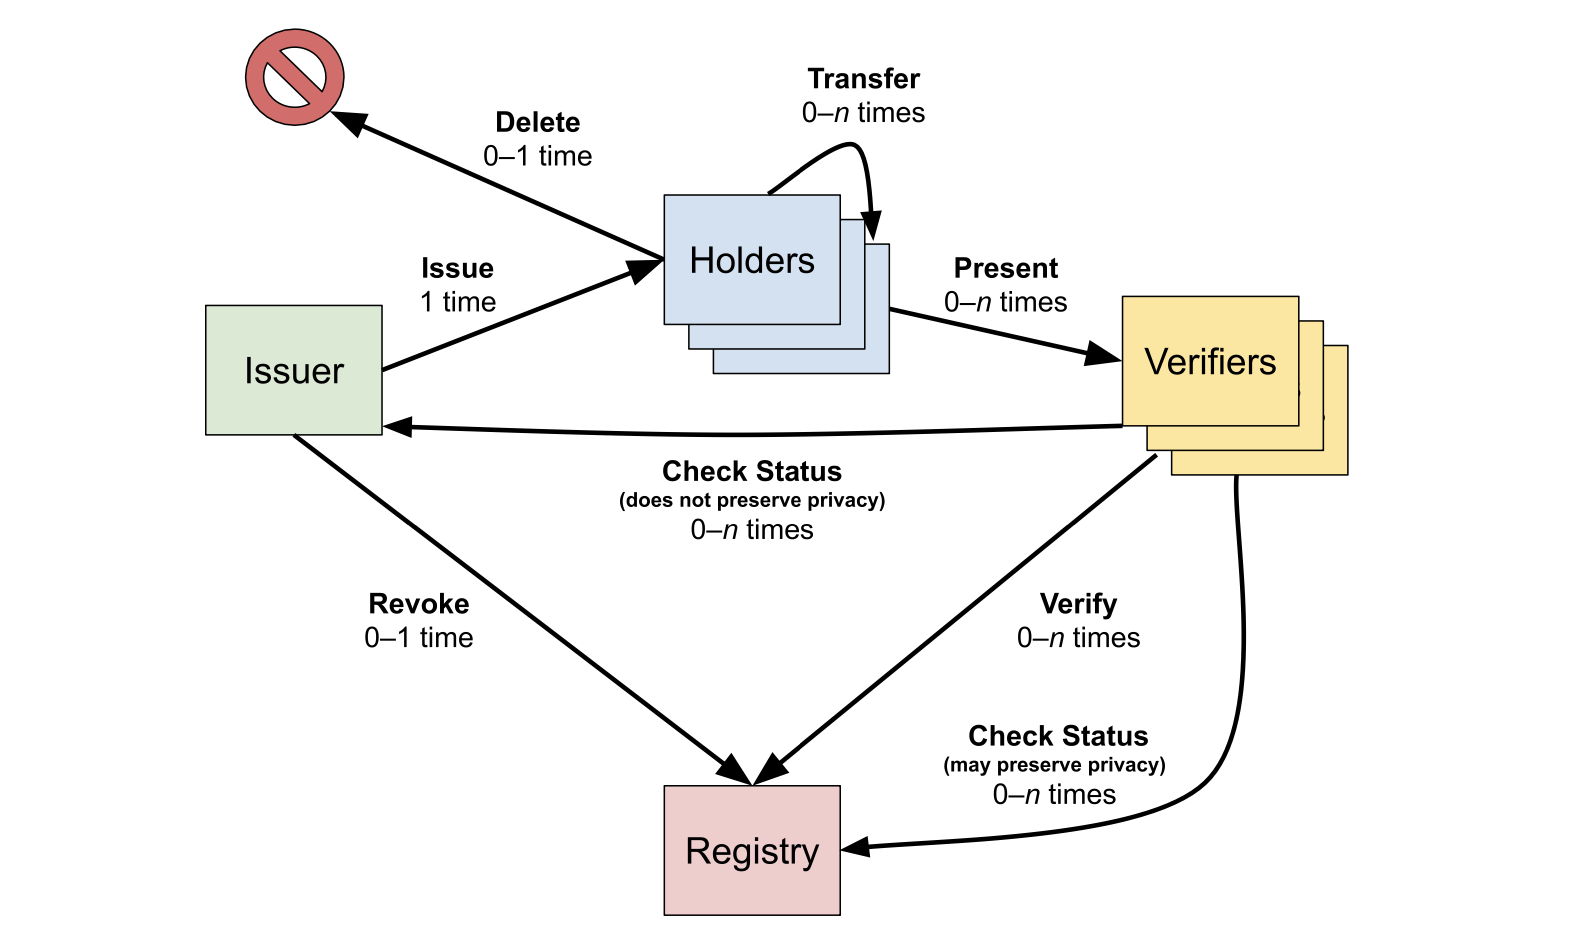 Transfer
0–n times
Delete
0–1 time
Holders
Issue
1 time
Present
0–n times
Issuer
Verifiers
Check Status
(does not preserve privacy)
0–n times
Revoke
0–1 time
Verify
0–n times
Check Status
(may preserve privacy)
0–n times
Registry